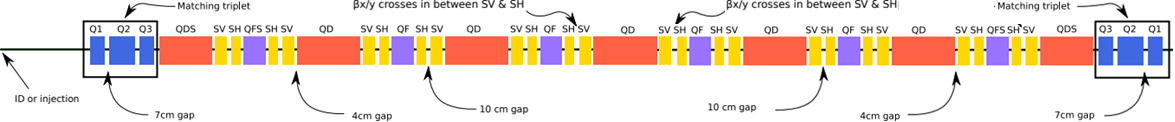 Matching triplet
βx/y crosses in between SV & SH
βx/y crosses in between SV & SH
Matching triplet
Q1 Q2 Q3 QDS SV SH QFS SH SV QD SV SH QF SH SV QD SV SH QF SH SV QD SV SH QF SH SV QD SV SH QF SH SV QD SV SH QFS SH SV QDS Q3 Q2 Q1
ID or injection
7cm gap
4cm gap
10 cm gap
10 cm gap
4cm gap
7cm gap